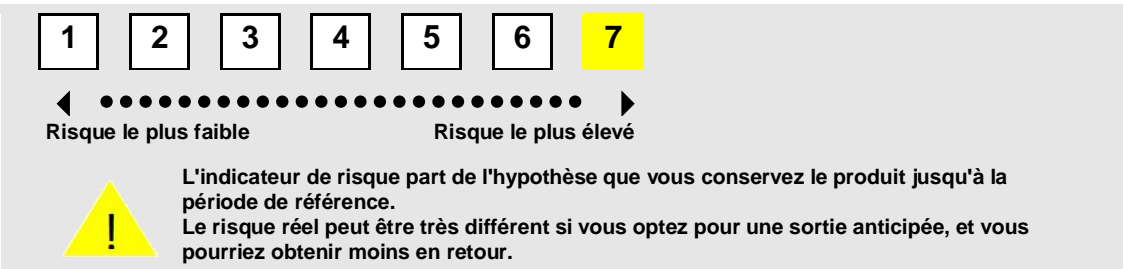 1 2 3 4 5 6 7
Risque le plus faible Risque le plus élevé
L'indicateur de risque part de l'hypothèse que vous conservez le produit jusqu'à la
période de référence.
Le risque réel peut être très différent si vous optez pour une sortie anticipée, et vous
pourriez obtenir moins en retour.
!